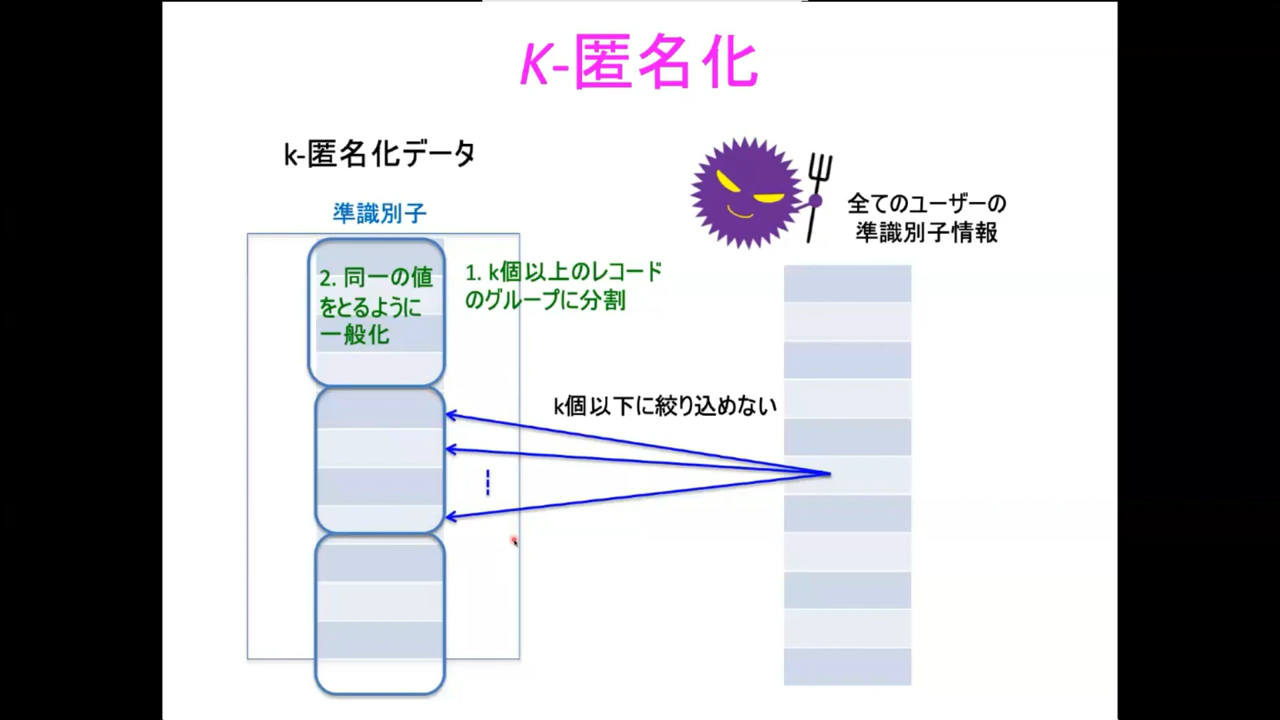 K-匿名化
k-匿名化データ
準識別子
2. 同一の値
をとるように
一般化
1. k個以上のレコード
のグループに分割
全てのユーザーの
準識別子情報
k個以下に絞り込めない